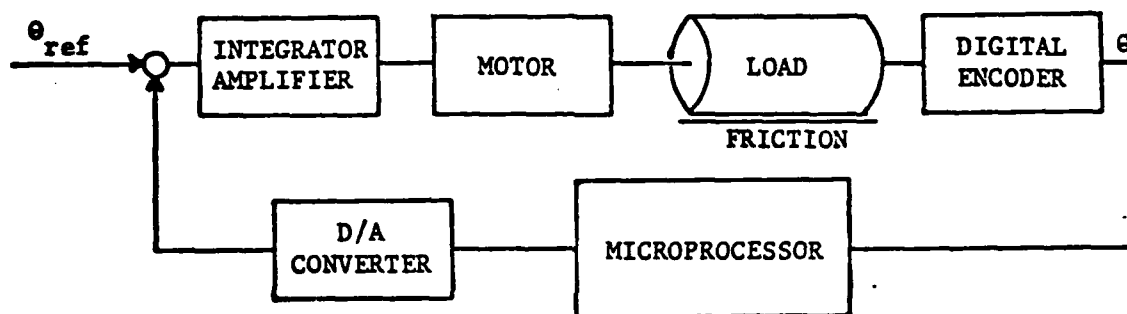 θref
INTEGRATOR
AMPLIFIER
MOTOR
LOAD
DIGITAL
ENCODER
θ
FRICTION
D/A
CONVERTER
MICROPROCESSOR